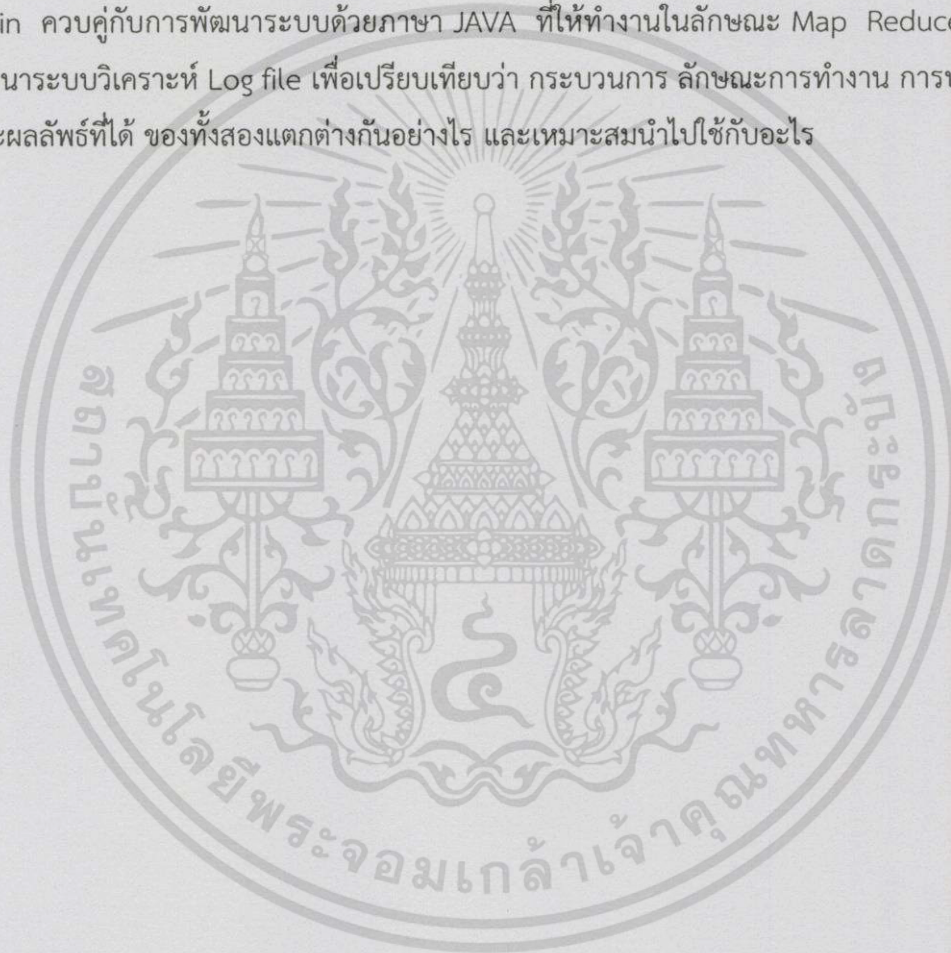 in ควบคู่กับการพัฒนาระบบด้วยภาษา JAVA ที่ให้ทำงานในลักษณะ Map Reduce
นาระบบวิเคราะห์ Log file เพื่อเปรียบเทียบว่า กระบวนการ ลักษณะการทำงาน การ
ผลลัพธ์ที่ได้ ของทั้งสองแตกต่างกันอย่างไร และเหมาะสมนำไปใช้กับอะไร
สถาบันเทคโนโลยีพระจอมเกล้าเจ้าคุณทหารลาดกระบัง
๔